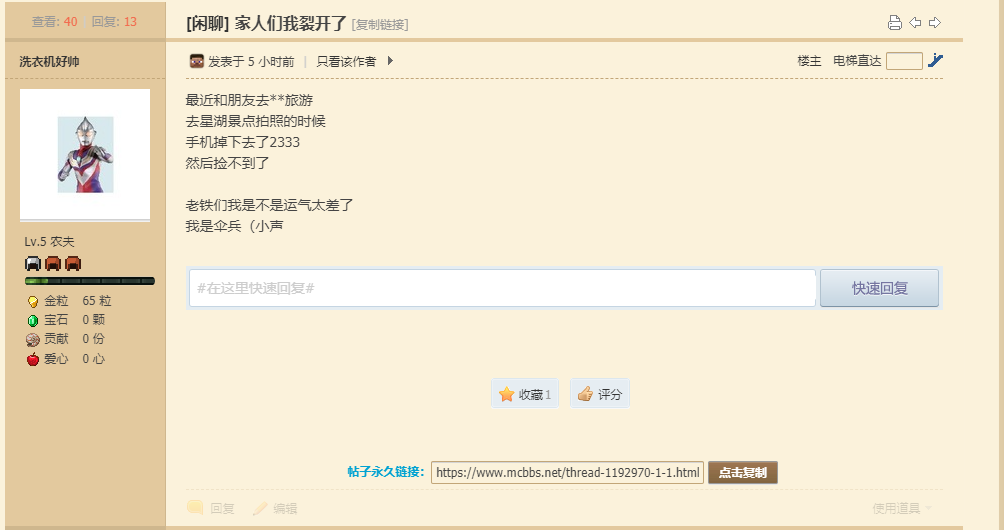 查看: 40 回复: 13
[闲聊] 家人们我裂开了 [复制链接]
洗衣机好帅
发表于 5 小时前 | 只看该作者
楼主 电梯直达
最近和朋友去**旅游
去星湖景点拍照的时候
手机掉下去了2333
然后捡不到了
老铁们我是不是运气太差了
我是伞兵（小声
Lv.5 农夫
金粒 65 粒
宝石 0 颗
贡献 0 份
爱心 0 心
#在这里快速回复#
快速回复
收藏 1
评分
帖子永久链接: https://www.mcbbs.net/thread-1192970-1-1.html 点击复制
回复 编辑
使用道具